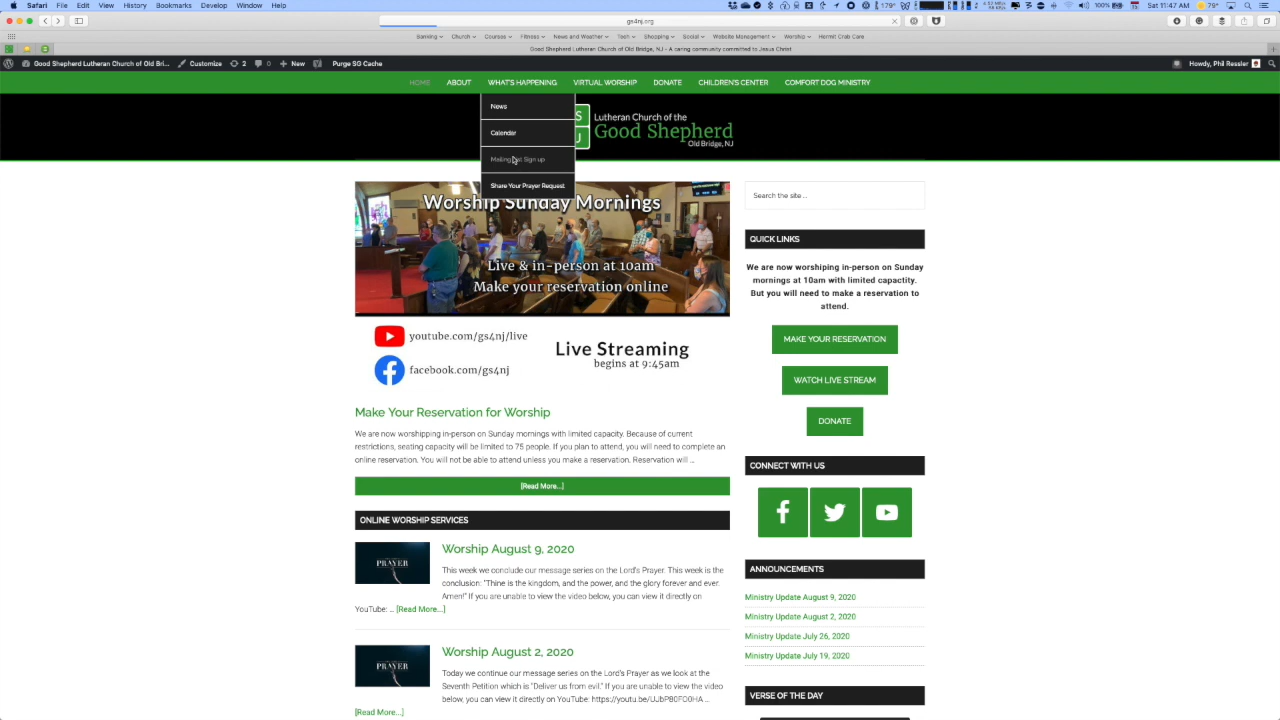 Safari File Edit View History Bookmarks Develop Window Help
179° 100% Sat 11:47 AM
gs4nj.org
Banking Church Courses Fitness News and Weather Tech Shopping Social Website Management Worship Hermit Crab Care
Good Shepherd Lutheran Church of Old Bridge, NJ - A caring community committed to Jesus Christ
Good Shepherd Lutheran Church of Old Bri... Customize 2 0 New Purge SG Cache Howdy, Phil Ressler
HOME ABOUT WHAT'S HAPPENING VIRTUAL WORSHIP DONATE CHILDREN'S CENTER COMFORT DOG MINISTRY
News
Calendar
Mailing List Sign up
Share Your Prayer Request
S
J
Lutheran Church of the
Good Shepherd
Old Bridge, NJ
Worship Sunday Mornings
Live & in-person at 10am
Make your reservation online
youtube.com/gs4nj/live
facebook.com/gs4nj
Live Streaming
begins at 9:45am
Make Your Reservation for Worship
We are now worshipping in-person on Sunday mornings with limited capacity. Because of current
restrictions, seating capacity will be limited to 75 people. If you plan to attend, you will need to complete an
online reservation. You will not be able to attend unless you make a reservation. Reservation will ...
[Read More...]
ONLINE WORSHIP SERVICES
PRAYER
Worship August 9, 2020
This week we conclude our message series on the Lord's Prayer. This week is the
conclusion: "Thine is the kingdom, and the power, and the glory forever and ever.
Amen!" If you are unable to view the video below, you can view it directly on
YouTube: ... [Read More...]
PRAYER
Worship August 2, 2020
Today we continue our message series on the Lord's Prayer as we look at the
Seventh Petition which is "Deliver us from evil." If you are unable to view the video
below, you can view it directly on YouTube: https://youtu.be/UJbP80FO0HA ...
[Read More...]
Search the site ...
QUICK LINKS
We are now worshiping in-person on Sunday
mornings at 10am with limited capactity.
But you will need to make a reservation to
attend.
MAKE YOUR RESERVATION
WATCH LIVE STREAM
DONATE
CONNECT WITH US
ANNOUNCEMENTS
Ministry Update August 9, 2020
Ministry Update August 2, 2020
Ministry Update July 26, 2020
Ministry Update July 19, 2020
VERSE OF THE DAY